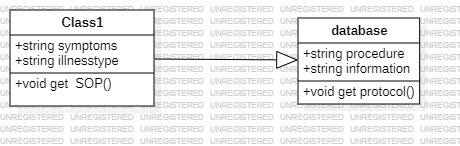 Class1
+string symptoms
+string illnesstype
+void get  SOP()
database
+string procedure
+string information
+void get protocol()
UNREGISTERED